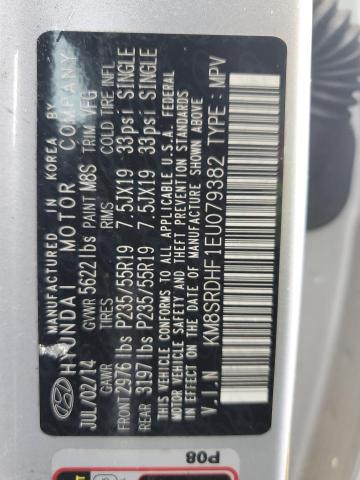 MANUFACTURED IN KOREA BY
HYUNDAI MOTOR COMPANY
JUL/02/14 GVWR 5622 lbs PAINT M8S TRIM VFG
GAWR TIRES RIMS COLD TIRE INFL
FRONT 2976 lbs P235/55R19 7.5JX19 33psi SINGLE
REAR 3197 lbs P235/55R19 7.5JX19 33psi SINGLE
THIS VEHICLE CONFORMS TO ALL APPLICABLE U.S.A. FEDERAL
MOTOR VEHICLE SAFETY, AND THEFT PREVENTION STANDARDS
IN EFFECT ON THE DATE OF MANUFACTURE SHOWN ABOVE
V.I.N : KM8SRDHF1EU079382 TYPE : MPV
P08